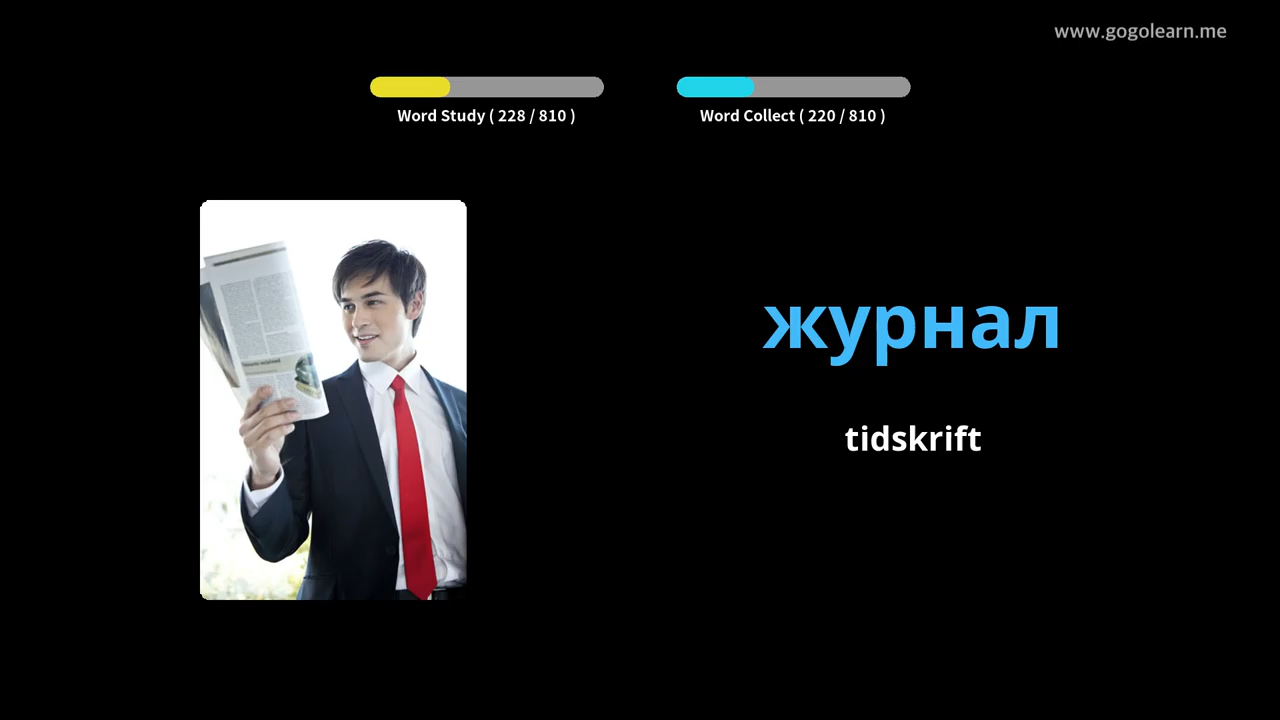 www.gogolearn.me
Word Study ( 228 / 810 )
Word Collect ( 220 / 810 )
журнал
tidskrift